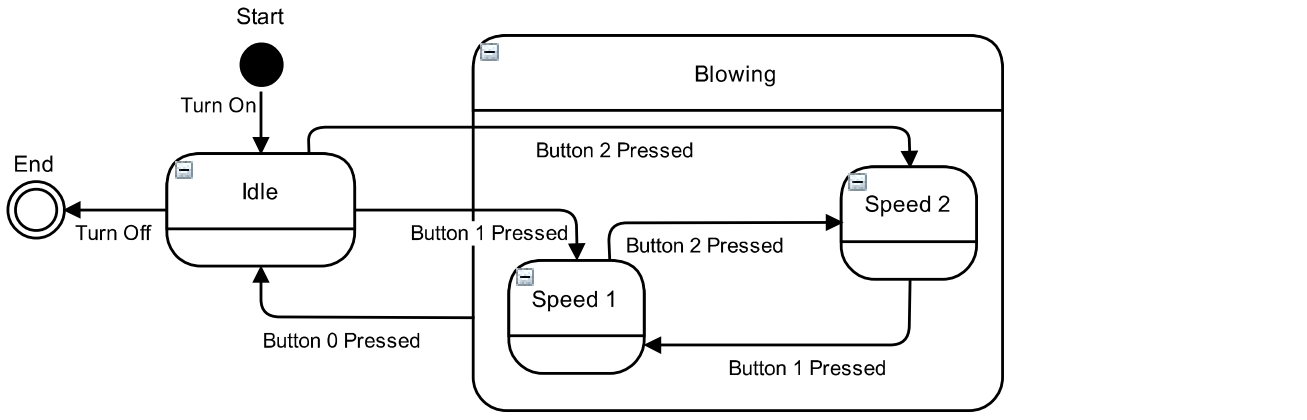 Start
Blowing
Turn On
Button 2 Pressed
End
Idle
Speed 2
Turn Off
Button 1 Pressed
Button 2 Pressed
Speed 1
Button 0 Pressed
Button 1 Pressed